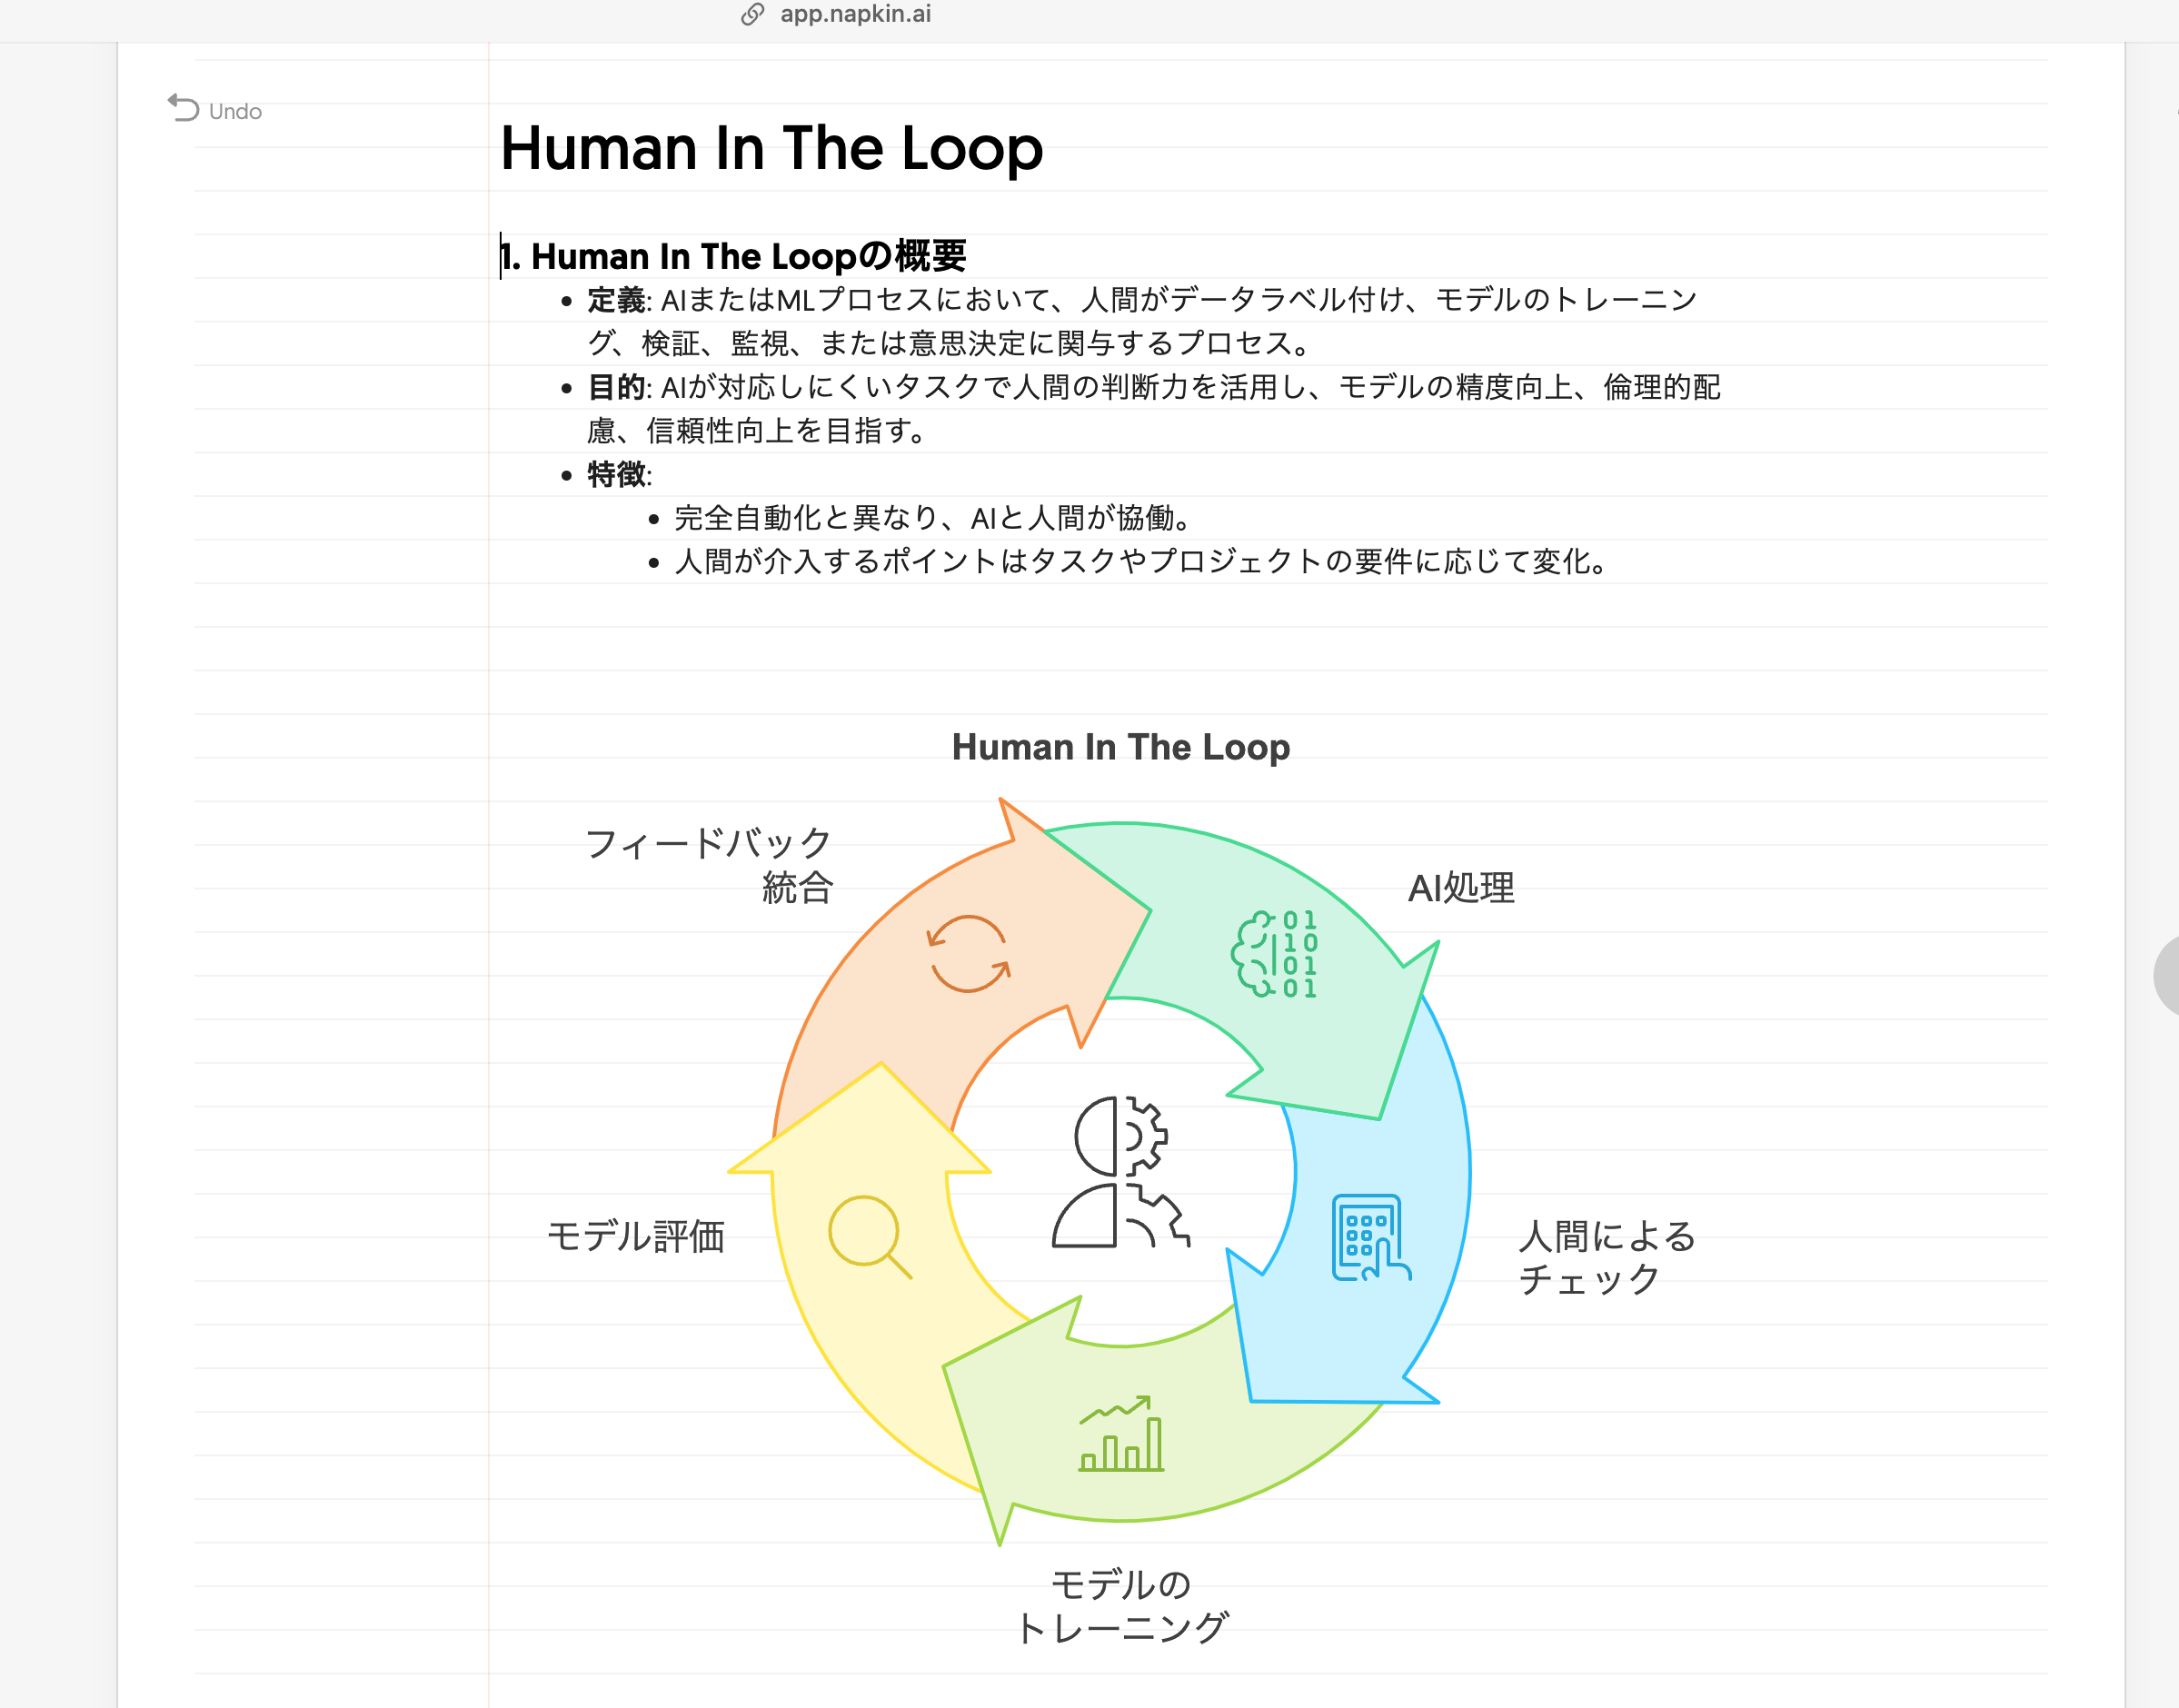 app.napkin.ai
Undo
Human In The Loop
1. Human In The Loopの概要
• 定義: AIまたはMLプロセスにおいて、人間がデータラベル付け、モデルのトレーニン
グ、検証、監視、または意思決定に関与するプロセス。
• 目的: AIが対応しにくいタスクで人間の判断力を活用し、モデルの精度向上、倫理的配
慮、信頼性向上を目指す。
• 特徴:
• 完全自動化と異なり、AIと人間が協働。
• 人間が介入するポイントはタスクやプロジェクトの要件に応じて変化。
Human In The Loop
フィードバック
統合
AI処理
01
10
01
01
モデル評価
人間による
チェック
モデルの
トレーニング